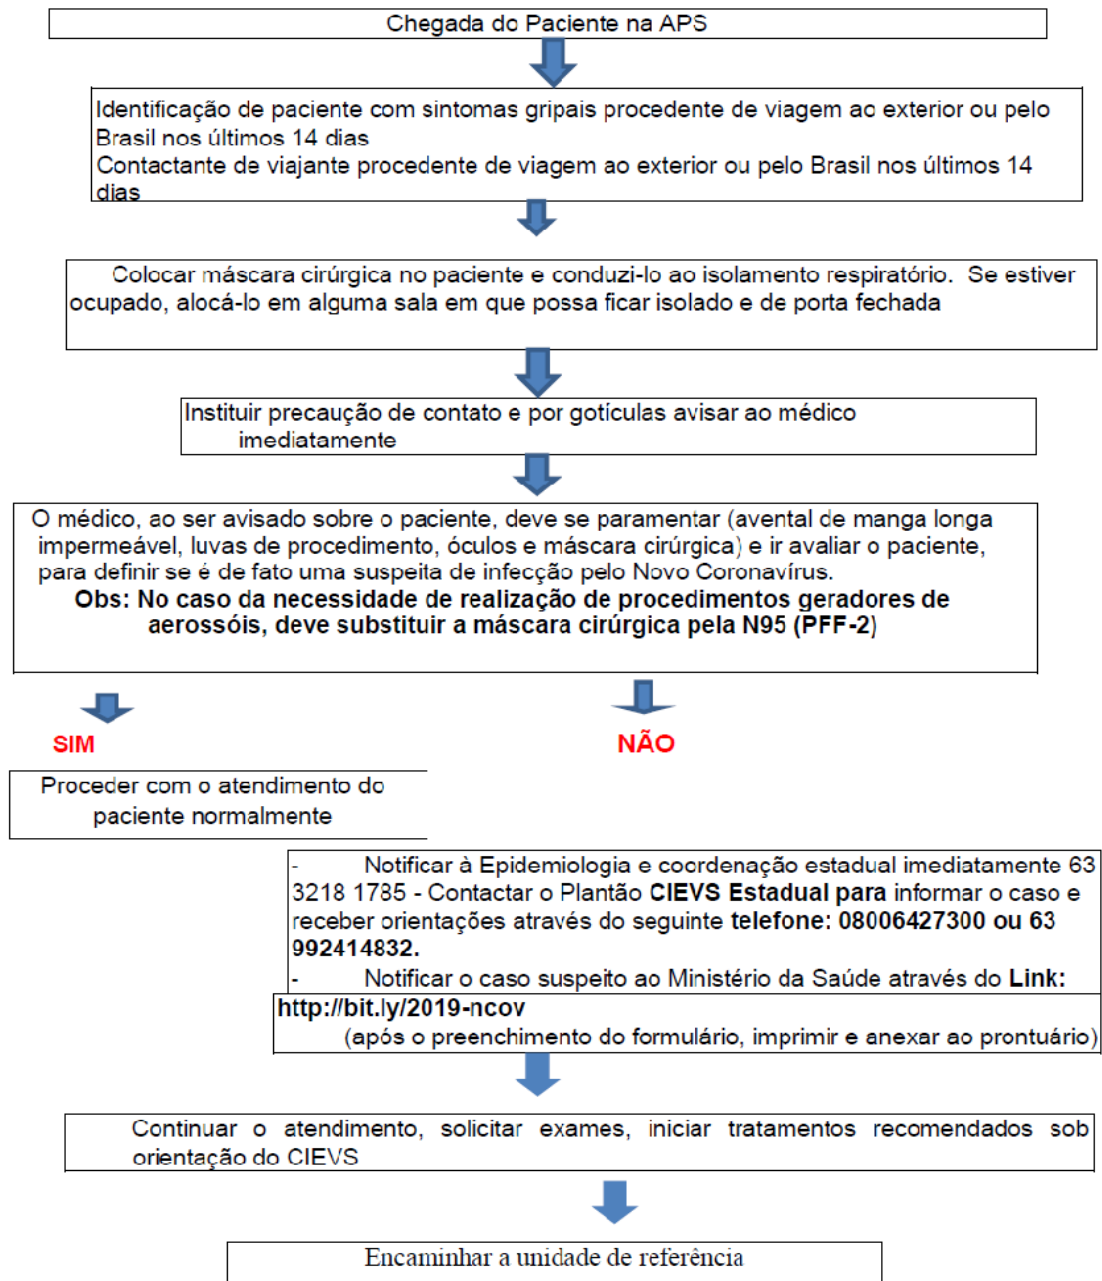 Chegada do Paciente na APS
Identificação de paciente com sintomas gripais procedente de viagem ao exterior ou pelo
Brasil nos últimos 14 dias
Contactante de viajante procedente de viagem ao exterior ou pelo Brasil nos últimos 14
dias
Colocar máscara cirúrgica no paciente e conduzi-lo ao isolamento respiratório. Se estiver
ocupado, alocá-lo em alguma sala em que possa ficar isolado e de porta fechada
Instituir precaução de contato e por gotículas avisar ao médico
imediatamente
O médico, ao ser avisado sobre o paciente, deve se paramentar (avental de manga longa
impermeável, luvas de procedimento, óculos e máscara cirúrgica) e ir avaliar o paciente,
para definir se é de fato uma suspeita de infecção pelo Novo Coronavírus.
Obs: No caso da necessidade de realização de procedimentos geradores de
aerossóis, deve substituir a máscara cirúrgica pela N95 (PFF-2)
SIM
NÃO
Proceder com o atendimento do
paciente normalmente
- Notificar à Epidemiologia e coordenação estadual imediatamente 63
3218 1785 - Contactar o Plantão CIEVS Estadual para informar o caso e
receber orientações através do seguinte telefone: 08006427300 ou 63
992414832.
- Notificar o caso suspeito ao Ministério da Saúde através do Link:
http://bit.ly/2019-ncov
(após o preenchimento do formulário, imprimir e anexar ao prontuário)
Continuar o atendimento, solicitar exames, iniciar tratamentos recomendados sob
orientação do CIEVS
Encaminhar a unidade de referência